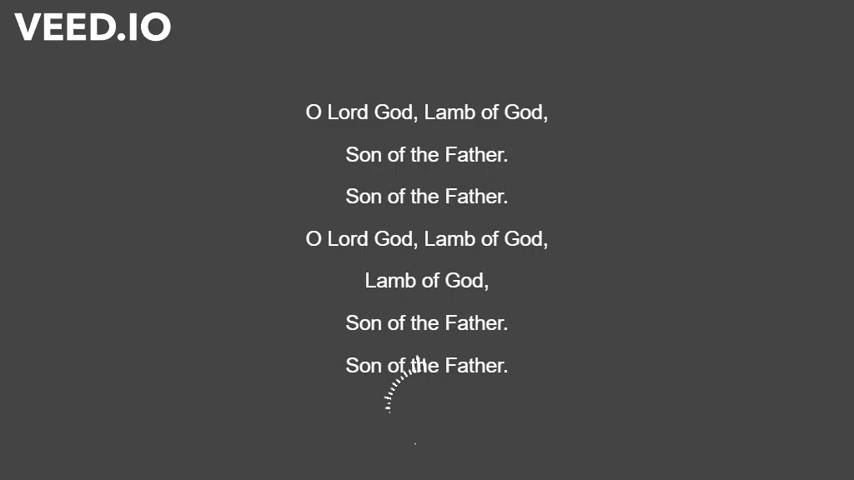 VEED.IO
O Lord God, Lamb of God,
Son of the Father.
Son of the Father.
O Lord God, Lamb of God,
Lamb of God,
Son of the Father.
Son of the Father.